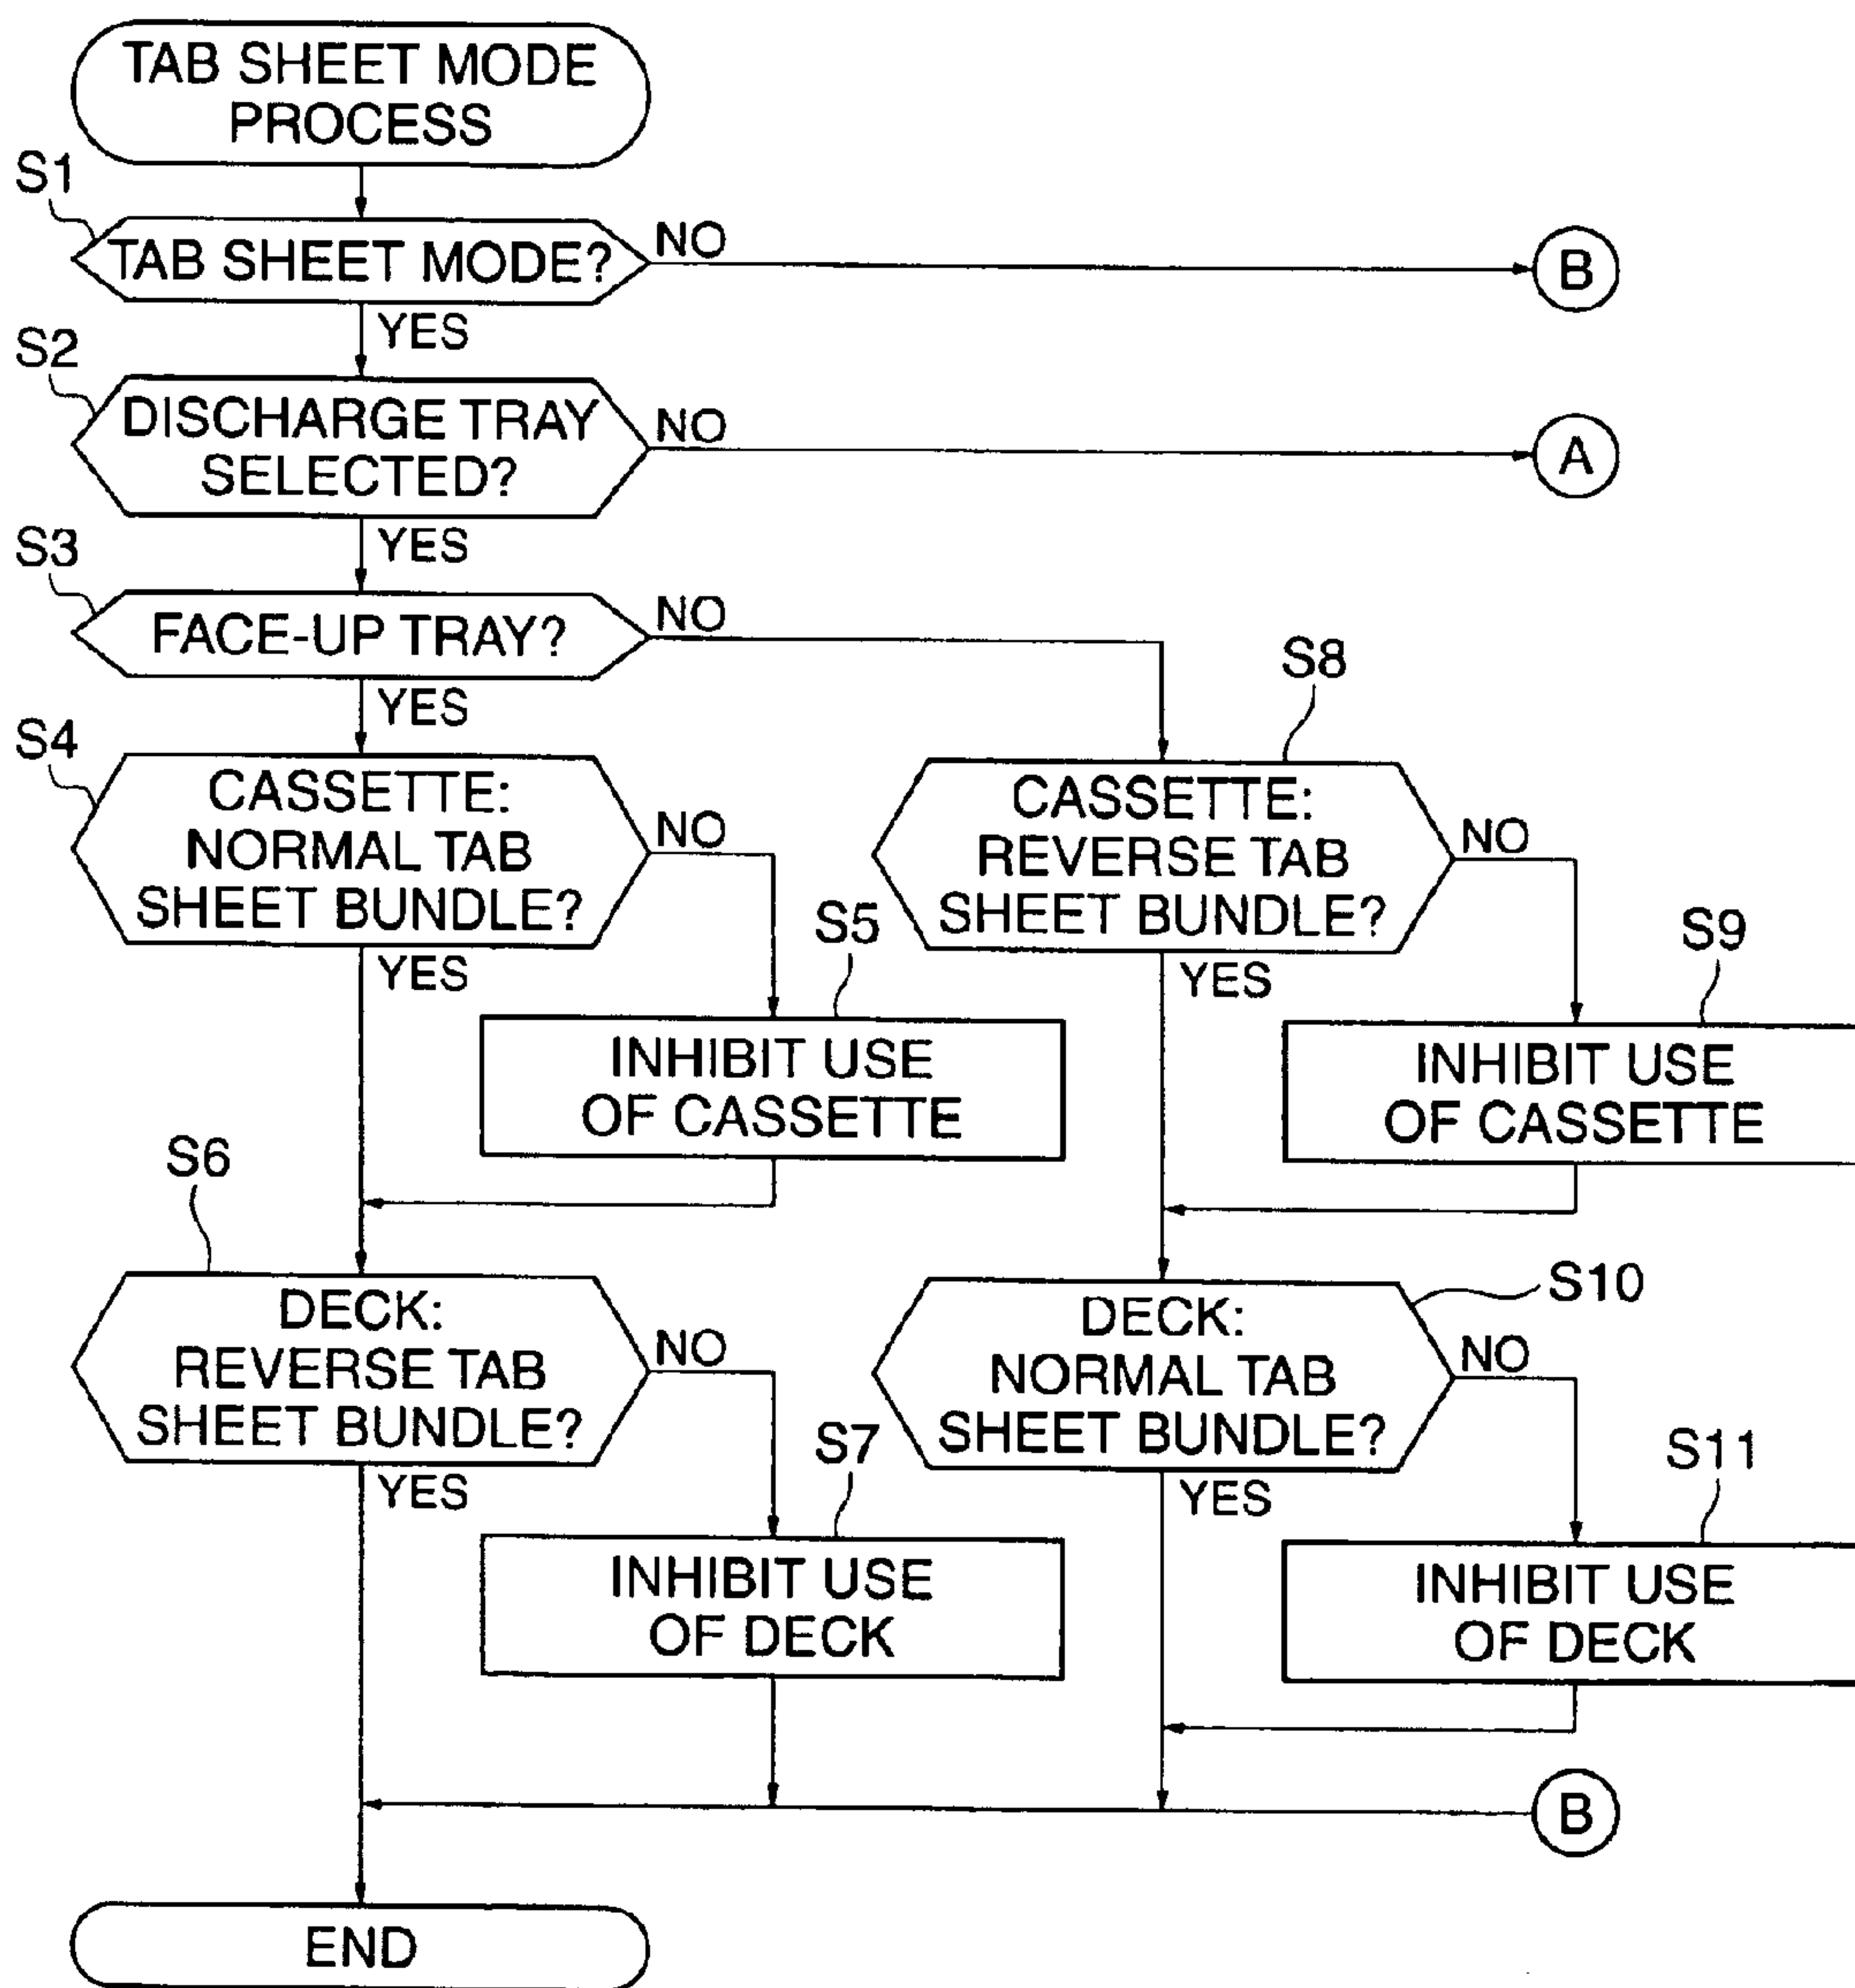 TAB SHEET MODE
PROCESS
S1
TAB SHEET MODE?
NO
B
YES
S2
DISCHARGE TRAY
SELECTED?
NO
A
YES
S3
FACE-UP TRAY?
NO
YES
S4
CASSETTE:
NORMAL TAB
SHEET BUNDLE?
NO
YES
S5
INHIBIT USE
OF CASSETTE
S6
DECK:
REVERSE TAB
SHEET BUNDLE?
NO
YES
S7
INHIBIT USE
OF DECK
S8
CASSETTE:
REVERSE TAB
SHEET BUNDLE?
NO
YES
S9
INHIBIT USE
OF CASSETTE
S10
DECK:
NORMAL TAB
SHEET BUNDLE?
NO
YES
S11
INHIBIT USE
OF DECK
B
END